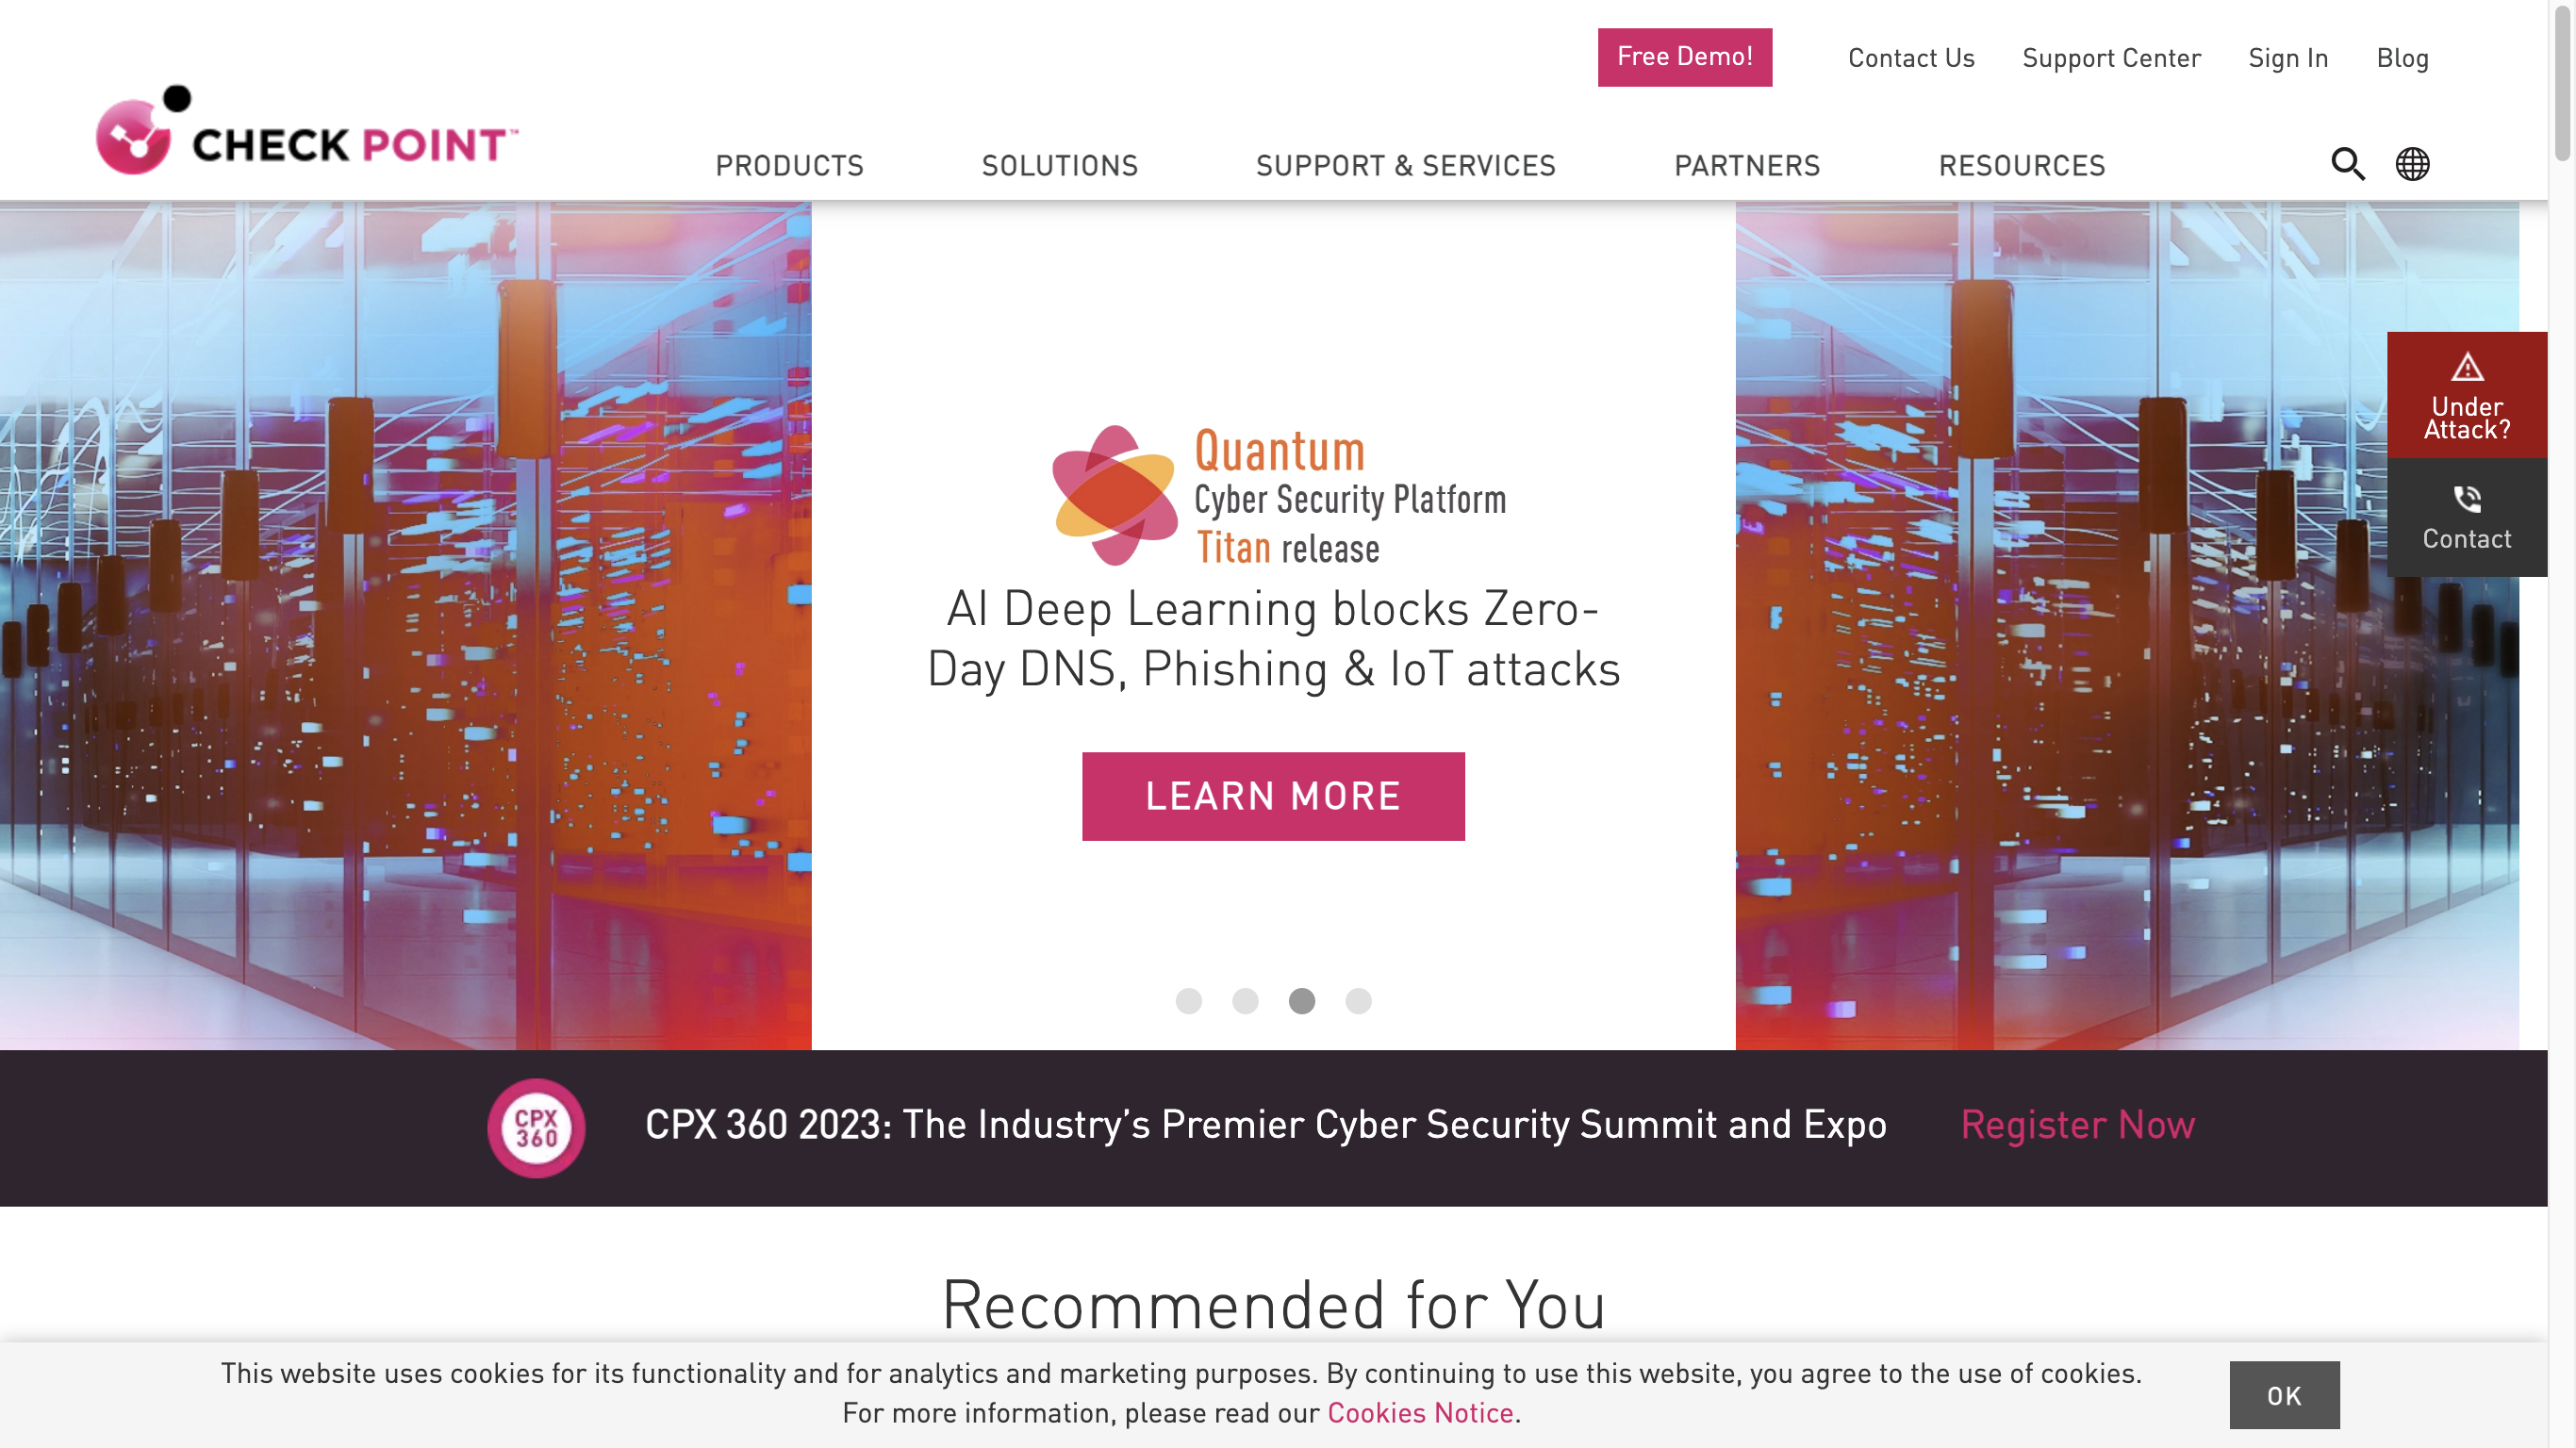 Free Demo!
Contact Us
Support Center
Sign In
Blog
CHECK POINT™
PRODUCTS
SOLUTIONS
SUPPORT & SERVICES
PARTNERS
RESOURCES
Quantum
Cyber Security Platform
Titan release
AI Deep Learning blocks Zero-
Day DNS, Phishing & IoT attacks
LEARN MORE
Under
Attack?
Contact
CPX
360
CPX 360 2023: The Industry’s Premier Cyber Security Summit and Expo
Register Now
Recommended for You
This website uses cookies for its functionality and for analytics and marketing purposes. By continuing to use this website, you agree to the use of cookies.
For more information, please read our Cookies Notice.
OK